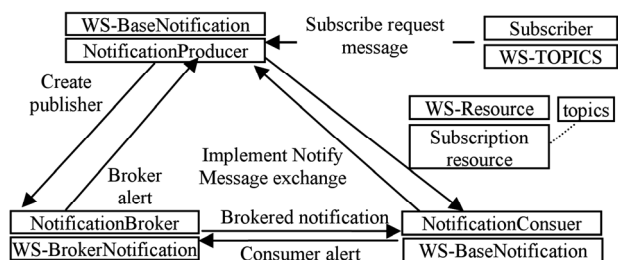 WS-BaseNotification
NotificationProducer
Subscribe request
message
Subscriber
WS-TOPICS
Create
publisher
WS-Resource
topics
Subscription
resource
Implement Notify
Message exchange
Broker
alert
NotificationBroker
WS-BrokerNotification
Brokered notification
Consumer alert
NotificationConsuer
WS-BaseNotification